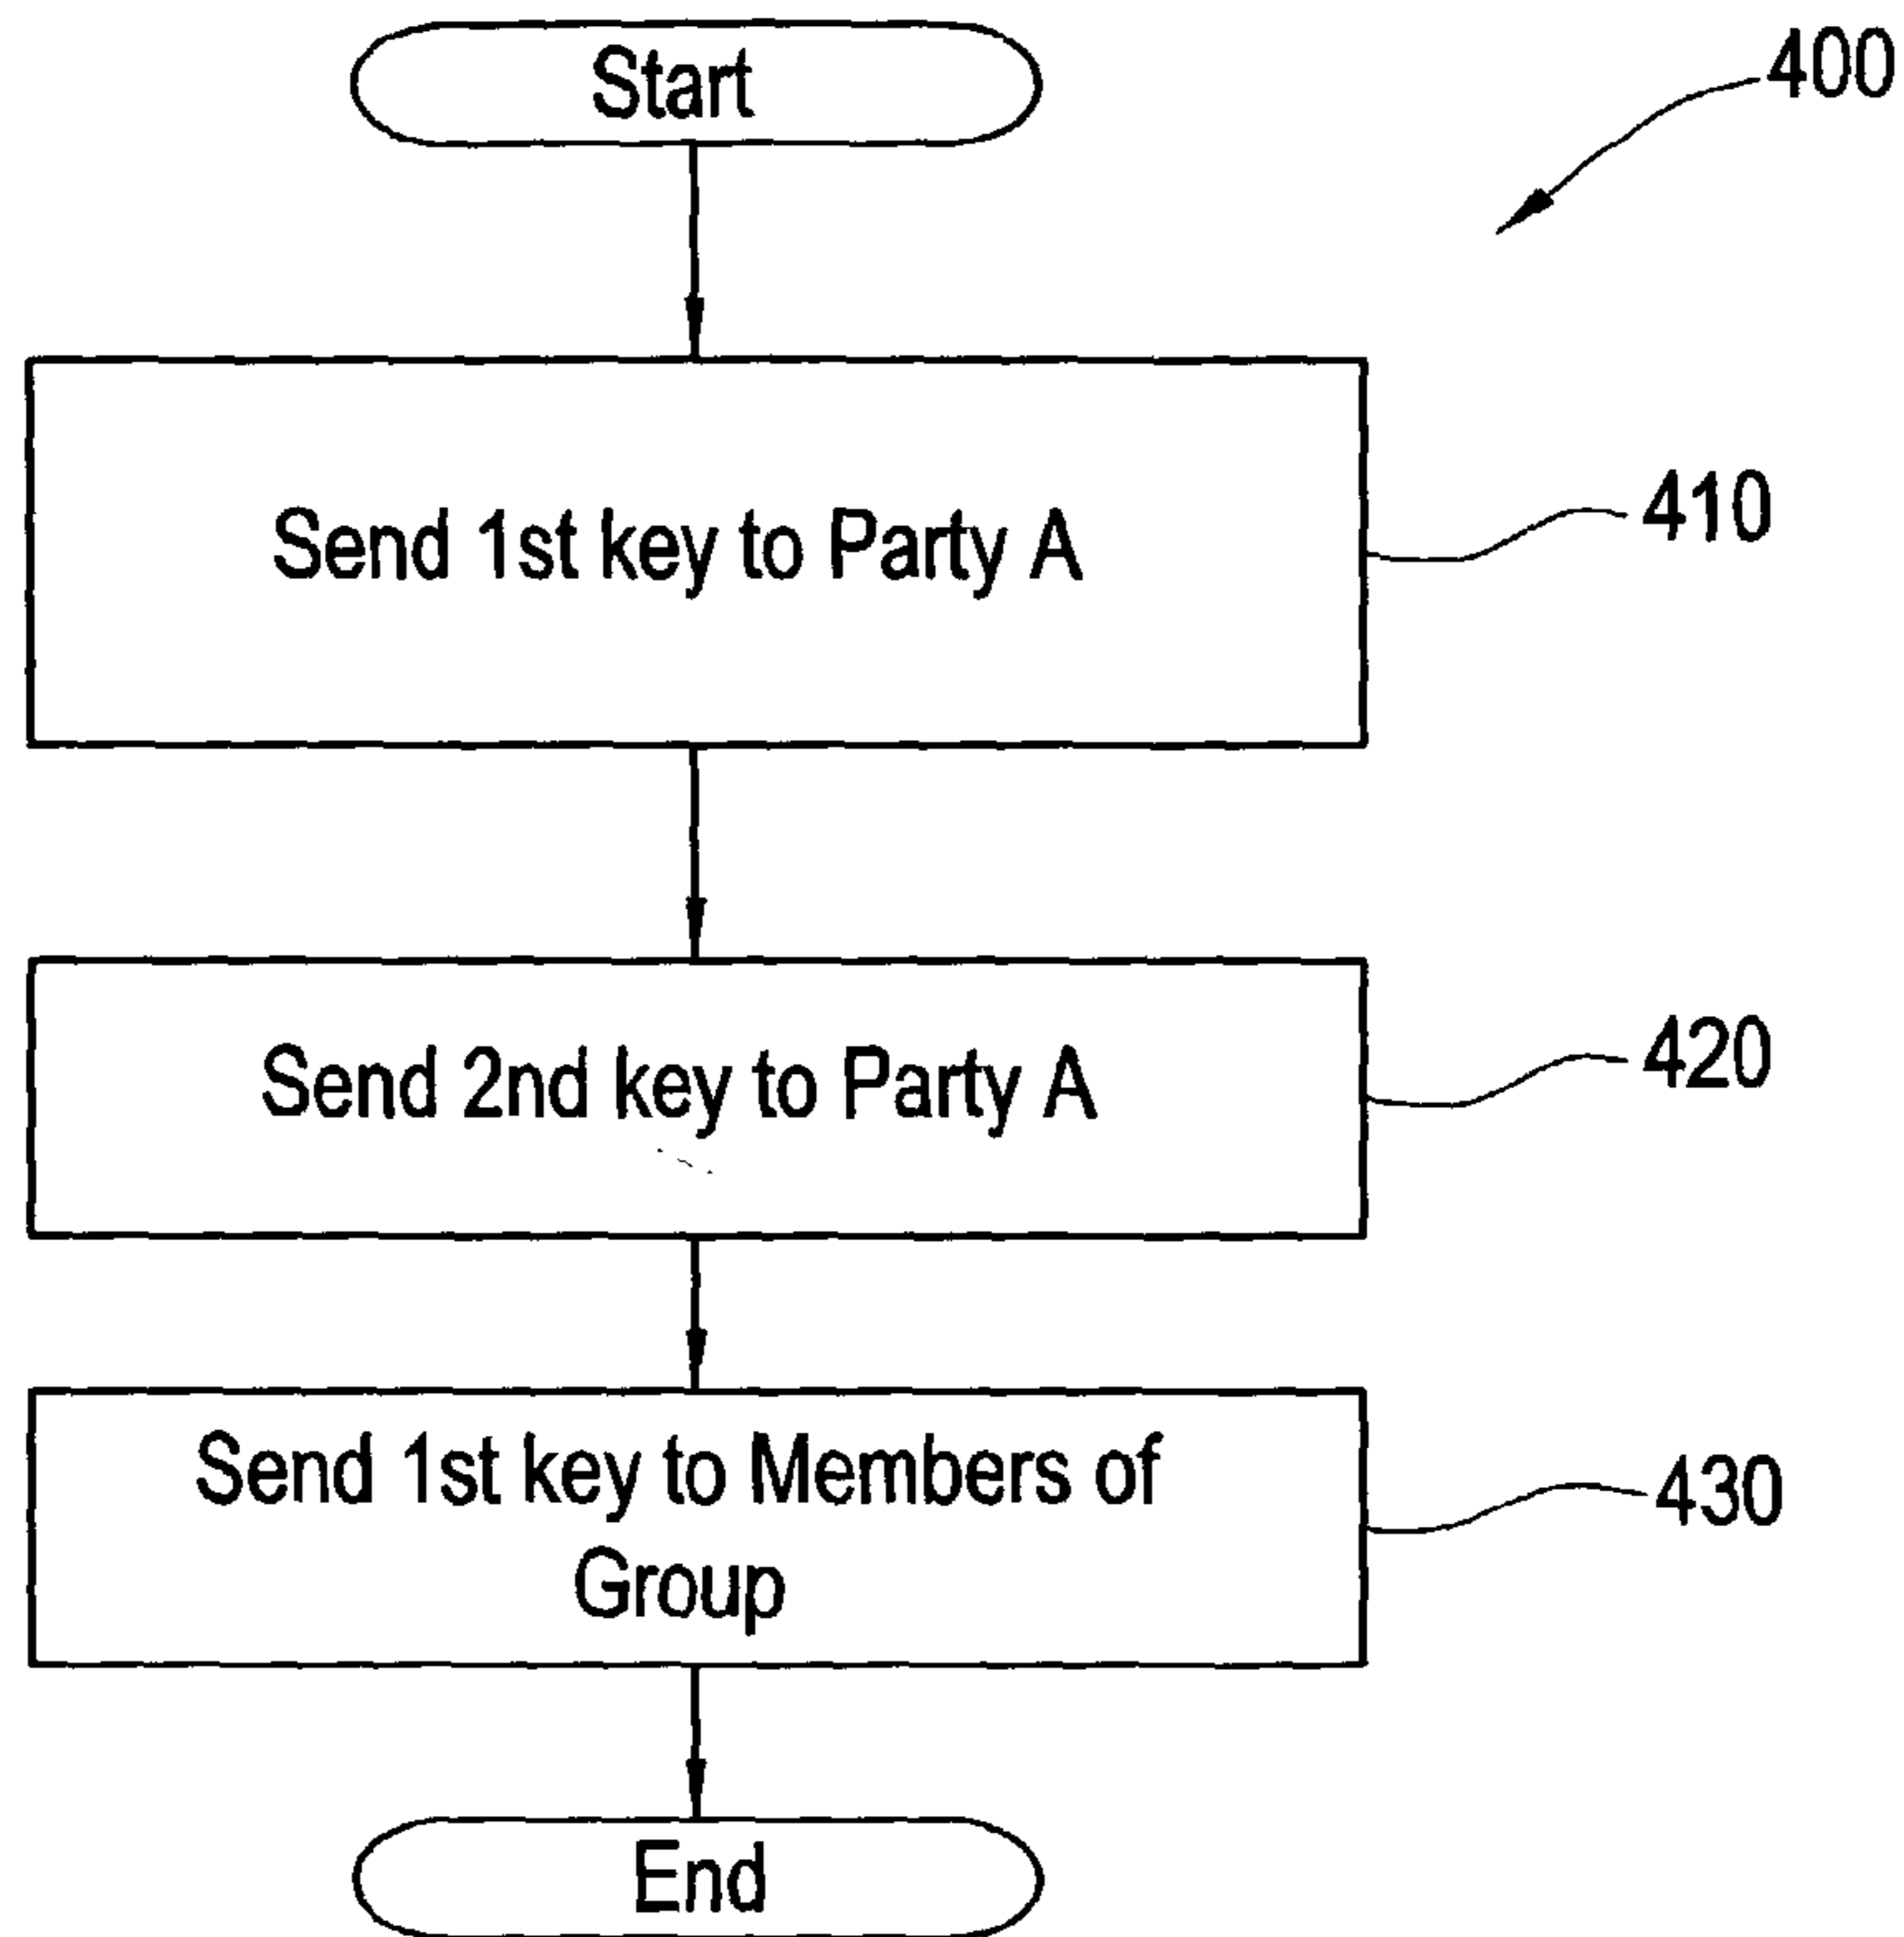 Start
400
Send 1st key to Party A
410
Send 2nd key to Party A
420
Send 1st key to Members of
Group
430
End